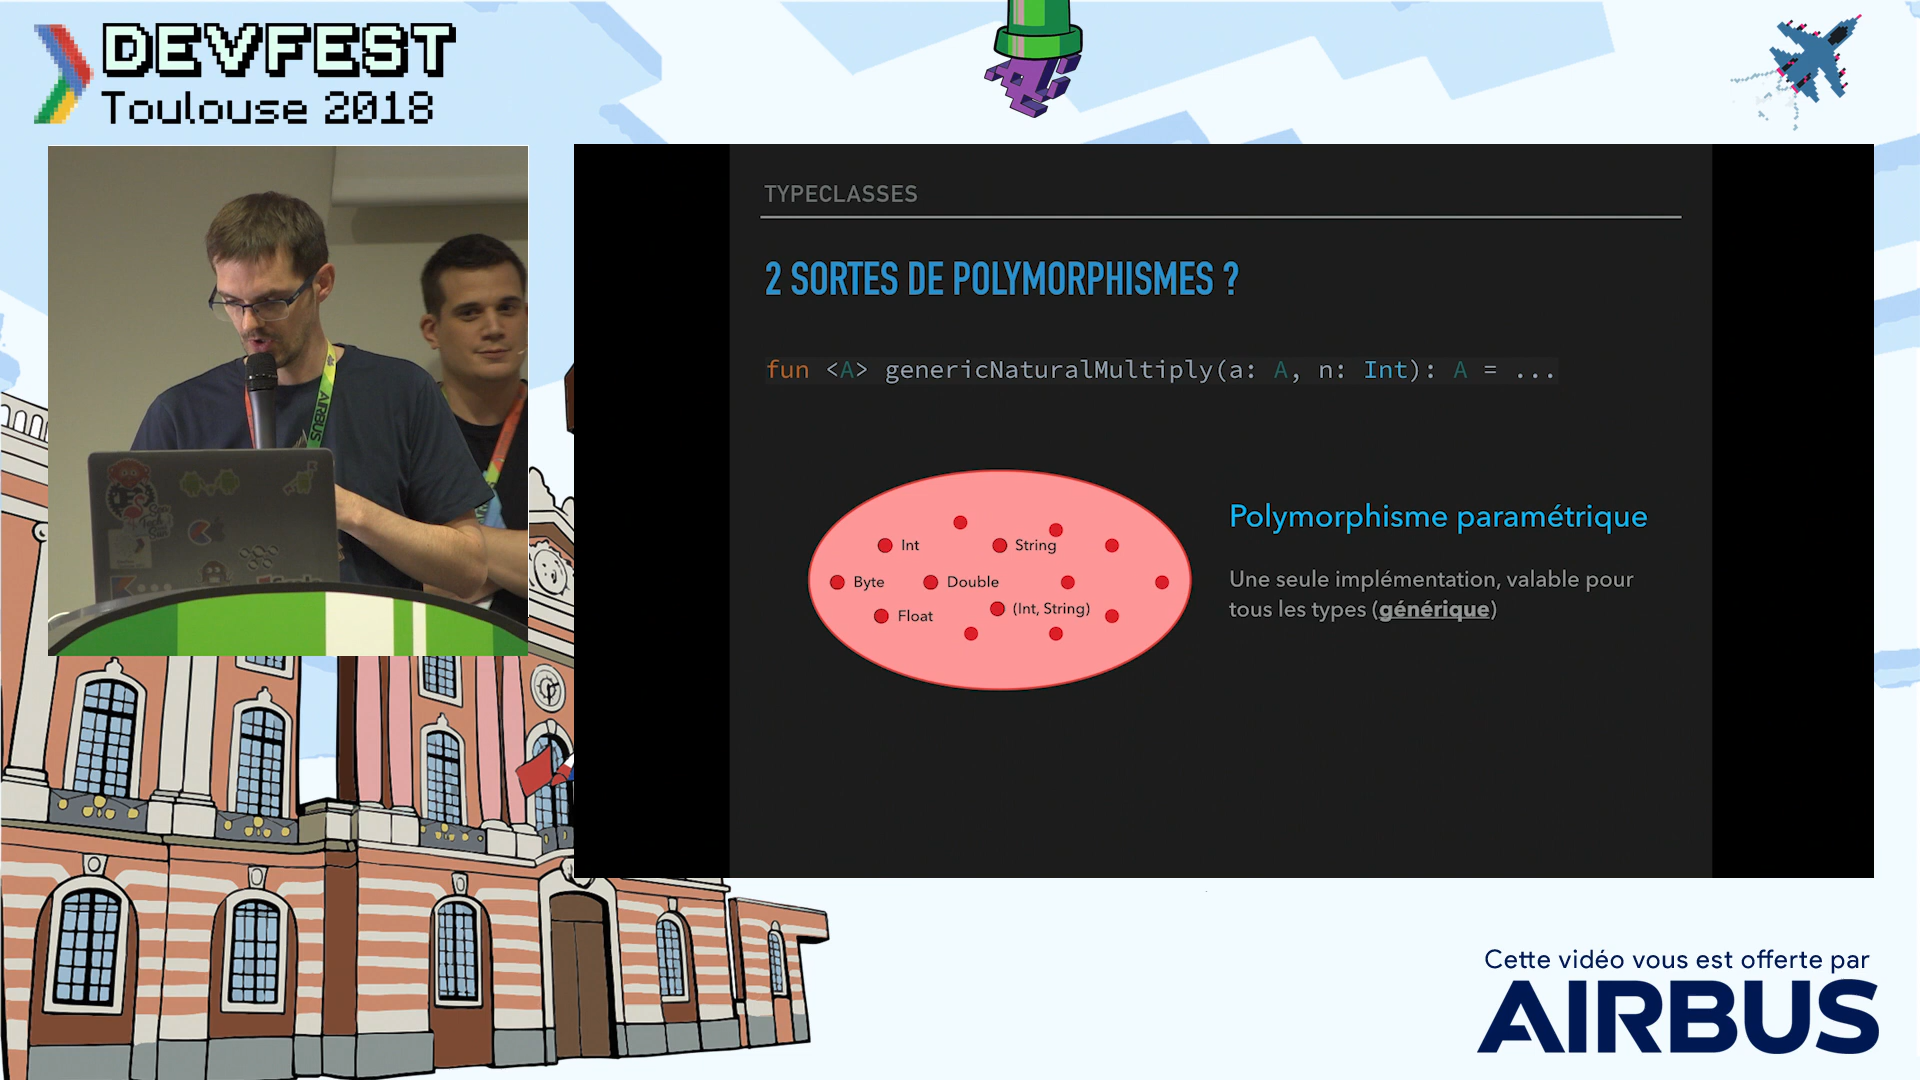 DEVFEST
Toulouse 2018
AIRBUS
TYPECLASSES
2 SORTES DE POLYMORPHISMES ?
fun <A> genericNaturalMultiply(a: A, n: Int): A = ...
Int
String
Byte
Double
Float
(Int, String)
Polymorphisme paramétrique
Une seule implémentation, valable pour
tous les types (générique)
Cette vidéo vous est offerte par
AIRBUS